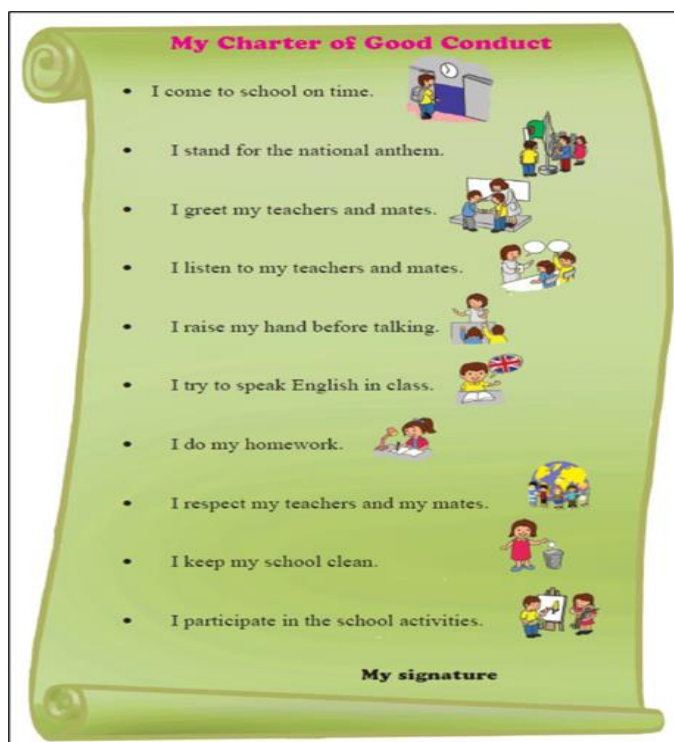 My Charter of Good Conduct
• I come to school on time.
• I stand for the national anthem.
• I greet my teachers and mates.
• I listen to my teachers and mates.
• I raise my hand before talking.
• I try to speak English in class.
• I do my homework.
• I respect my teachers and my mates.
• I keep my school clean.
• I participate in the school activities.
My signature